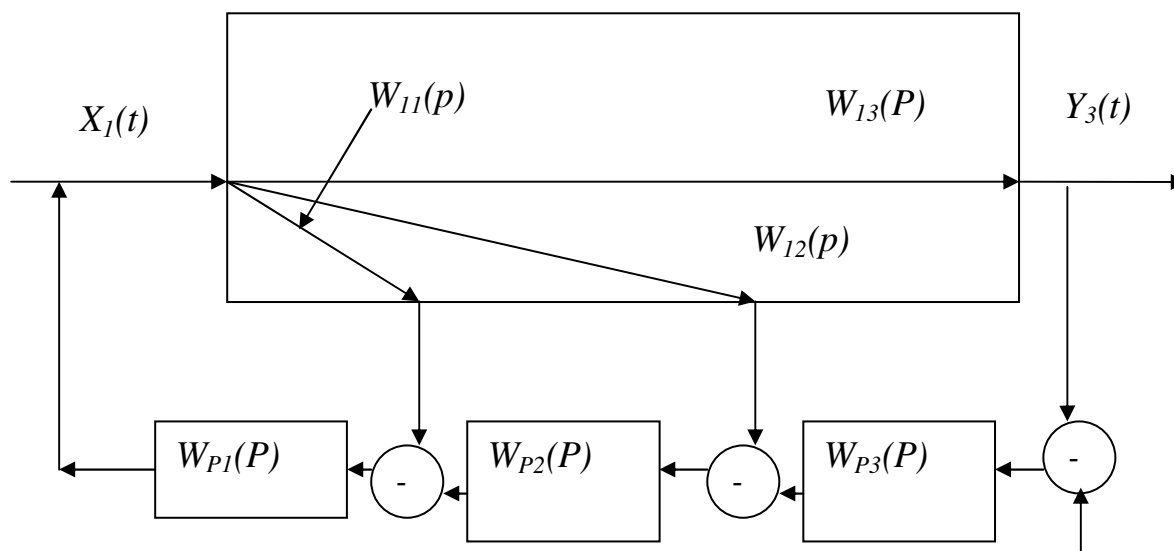 W11(p)
W13(P)
X1(t)
Y3(t)
W12(p)
WP1(P)
WP2(P)
WP3(P)
-
-
-